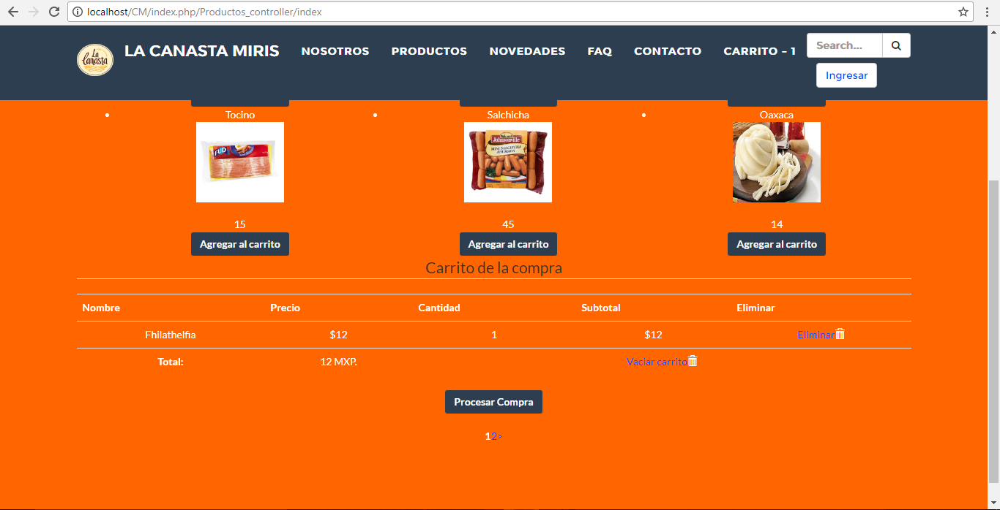 localhost/CM/index.php/Productos_controller/index
La Canasta
LA CANASTA MIRIS
NOSOTROS PRODUCTOS NOVEDADES FAQ CONTACTO CARRITO - 1
Search...
Ingresar
Tocino Salchicha Oaxaca
FUD
Johnsonville
MINI SALCHICHA
AHUMADA
15 45 14
Agregar al carrito Agregar al carrito Agregar al carrito
Carrito de la compra
Nombre Precio Cantidad Subtotal Eliminar
Fhilathelfia $12 1 $12 Eliminar
Total: 12 MXP. Vaciar carrito
Procesar Compra
12>